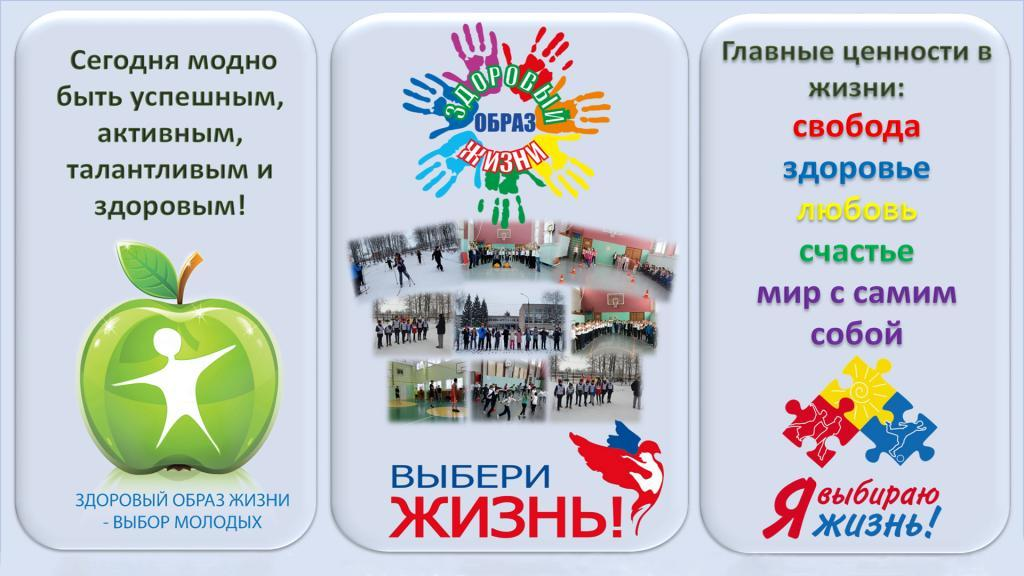 Сегодня модно
быть успешным,
активным,
талантливым и
здоровым!
ЗДОРОВЫЙ ОБРАЗ ЖИЗНИ
- ВЫБОР МОЛОДЫХ
ЗДОРОВЫЙ
ОБРАЗ
ЖИЗНИ
ВЫБЕРИ
ЖИЗНЬ!
Главные ценности в
жизни:
свобода
здоровье
любовь
счастье
мир с самим
собой
Я выбираю
жизнь!